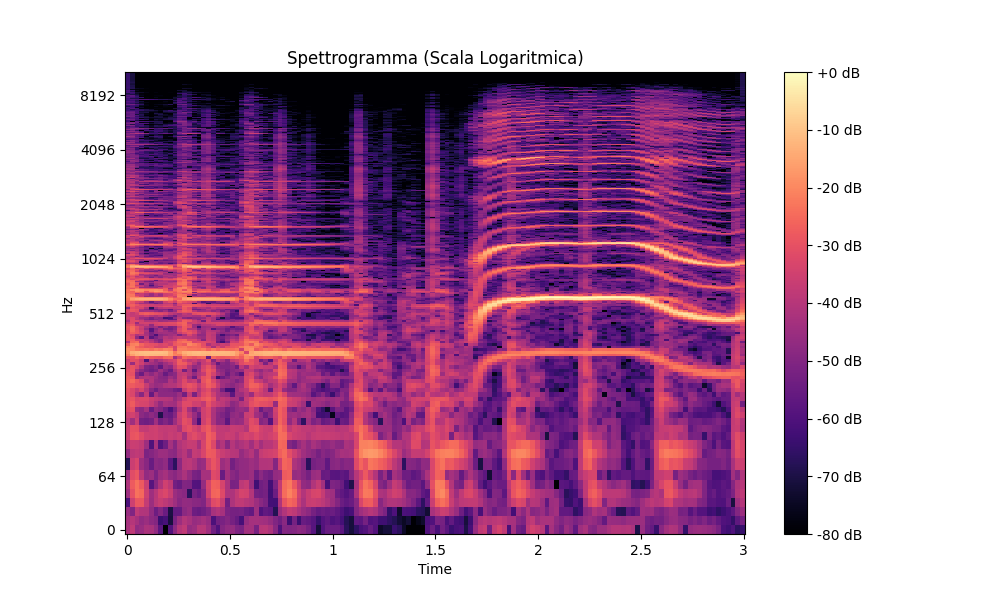 Spettrogramma (Scala Logaritmica)
Hz
8192
4096
2048
1024
512
256
128
64
0
0 0.5 1 1.5 2 2.5 3
Time
+0 dB
-10 dB
-20 dB
-30 dB
-40 dB
-50 dB
-60 dB
-70 dB
-80 dB